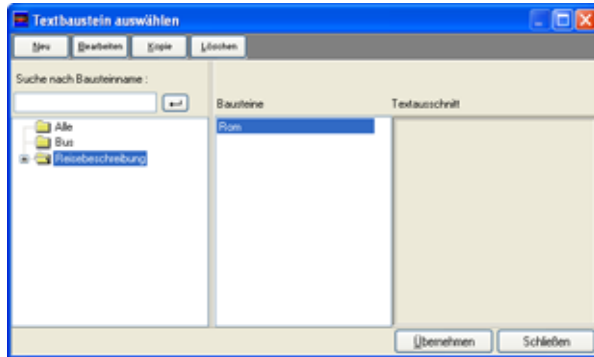 Textbaustein auswählen
Neu Bearbeiten Kopie Löschen
Suche nach Bausteinname :
Bausteine Textausschnitt
Alle
Bus
Reisebeschreibung
Rom
Übernehmen Schließen